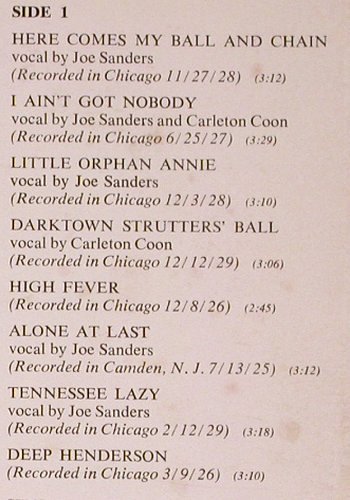 SIDE 1
HERE COMES MY BALL AND CHAIN
vocal by Joe Sanders
(Recorded in Chicago 11/27/28) (3:12)
I AIN'T GOT NOBODY
vocal by Joe Sanders and Carleton Coon
(Recorded in Chicago 6/25/27) (3:29)
LITTLE ORPHAN ANNIE
vocal by Joe Sanders
(Recorded in Chicago 12/3/28) (3:10)
DARKTOWN STRUTTERS' BALL
vocal by Carleton Coon
(Recorded in Chicago 12/12/29) (3:06)
HIGH FEVER
(Recorded in Chicago 12/8/26) (2:45)
ALONE AT LAST
vocal by Joe Sanders
(Recorded in Camden, N. J. 7/13/25) (3:12)
TENNESSEE LAZY
vocal by Joe Sanders
(Recorded in Chicago 2/12/29) (3:18)
DEEP HENDERSON
(Recorded in Chicago 3/9/26) (3:10)